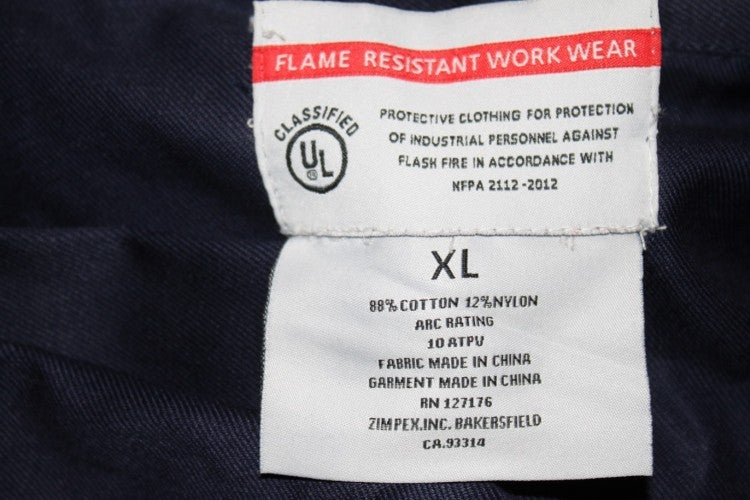 FLAME RESISTANT WORK WEAR
CLASSIFIED
UL
®
PROTECTIVE CLOTHING FOR PROTECTION
OF INDUSTRIAL PERSONNEL AGAINST
FLASH FIRE IN ACCORDANCE WITH
NFPA 2112-2012
XL
88%COTTON 12%NYLON
ARC RATING
10 ATPV
FABRIC MADE IN CHINA
GARMENT MADE IN CHINA
RN 127176
ZIMPEX.INC. BAKERSFIELD
CA.93314